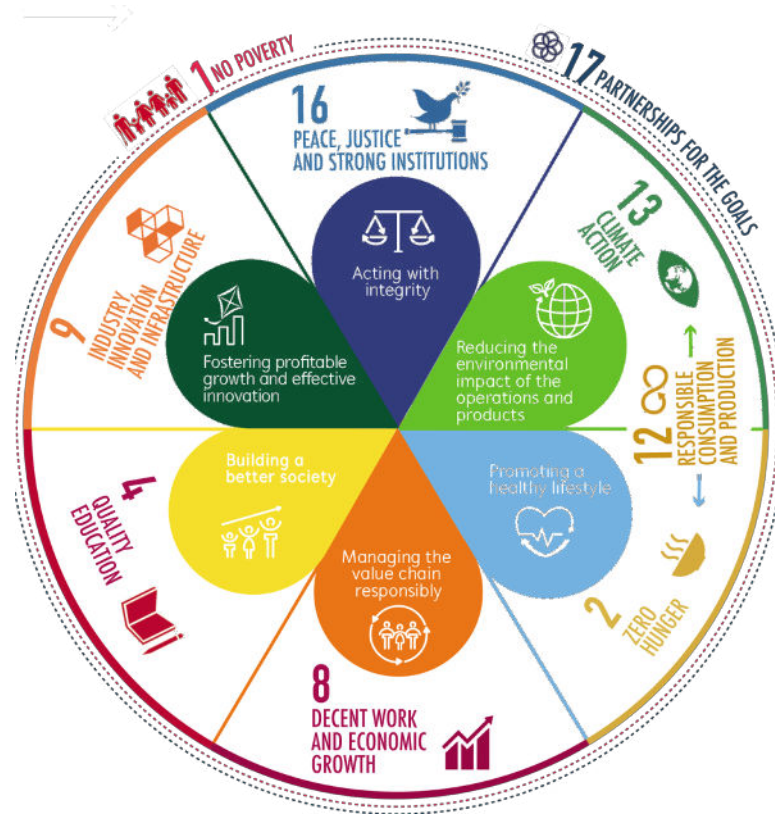 1 NO POVERTY
17 PARTNERSHIPS FOR THE GOALS
16
PEACE, JUSTICE
AND STRONG INSTITUTIONS
13
CLIMATE
ACTION
12
RESPONSIBLE
CONSUMPTION
AND PRODUCTION
2
ZERO
HUNGER
8
DECENT WORK
AND ECONOMIC
GROWTH
4
QUALITY
EDUCATION
9
INDUSTRY,
INNOVATION
AND INFRASTRUCTURE
Acting with
integrity
Reducing the
environmental
impact of the
operations and
products
Promoting a
healthy lifestyle
Managing the
value chain
responsibly
Building a
better society
Fostering profitable
growth and effective
innovation